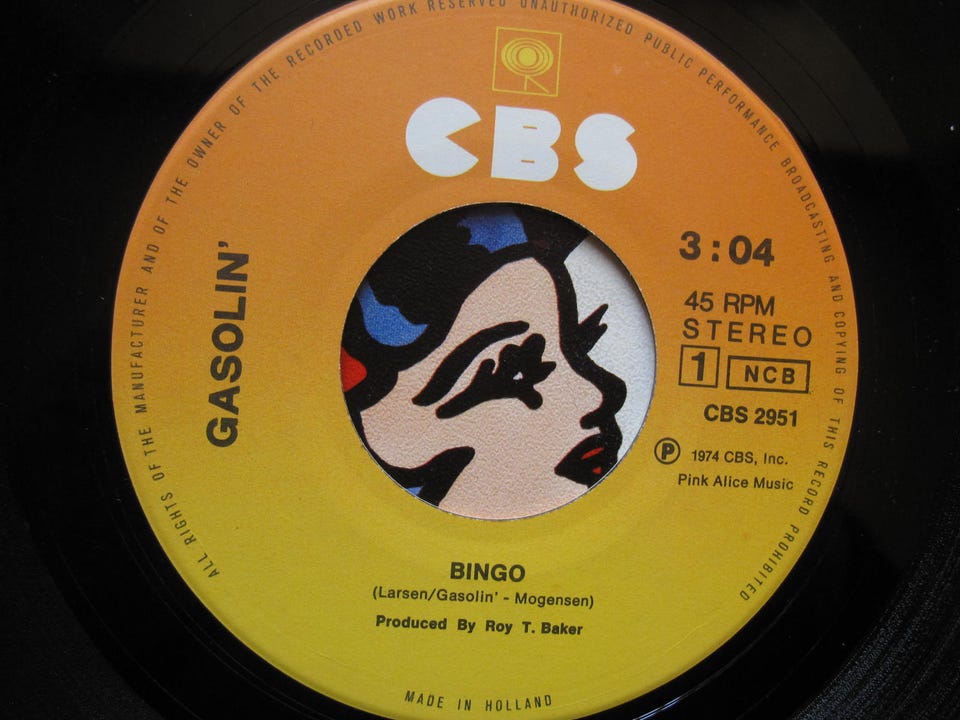 ALL RIGHTS OF THE MANUFACTURER AND OF THE OWNER OF THE RECORDED WORK RESERVED UNAUTHORIZED PUBLIC PERFORMANCE BROADCASTING AND COPYING OF THIS RECORD PROHIBITED
CBS
GASOLIN'
3:04
45 RPM
STEREO
1 NCB
CBS 2951
Ⓟ 1974 CBS, Inc.
Pink Alice Music
BINGO
(Larsen/Gasolin' - Mogensen)
Produced By Roy T. Baker
MADE IN HOLLAND